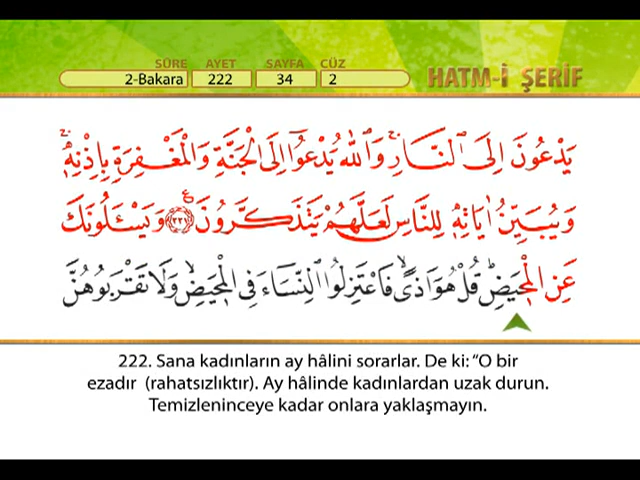 SÛRE AYET SAYFA CÜZ
2-Bakara 222 34 2
HATM-İ ŞERİF
يَدْعُونَ اِلَى النَّارِۚ وَاللّٰهُ يَدْعُٓوا اِلَى الْجَنَّةِ وَالْمَغْفِرَةِ بِاِذْنِهٖۚ
وَيُبَيِّنُ اٰيَاتِهٖ لِلنَّاسِ لَعَلَّهُمْ يَتَذَكَّرُونَ ﴿٢٢١﴾ وَيَسْـَٔلُونَكَ
عَنِ الْمَحٖيضِۜ قُلْ هُوَ اَذًىۙ فَاعْتَزِلُوا النِّسَٓاءَ فِى الْمَحٖيضِۙ وَلَا تَقْرَبُوهُنَّ
222. Sana kadınların ay hâlini sorarlar. De ki: “O bir
ezadır (rahatsızlıktır). Ay hâlinde kadınlardan uzak durun.
Temizleninceye kadar onlara yaklaşmayın.